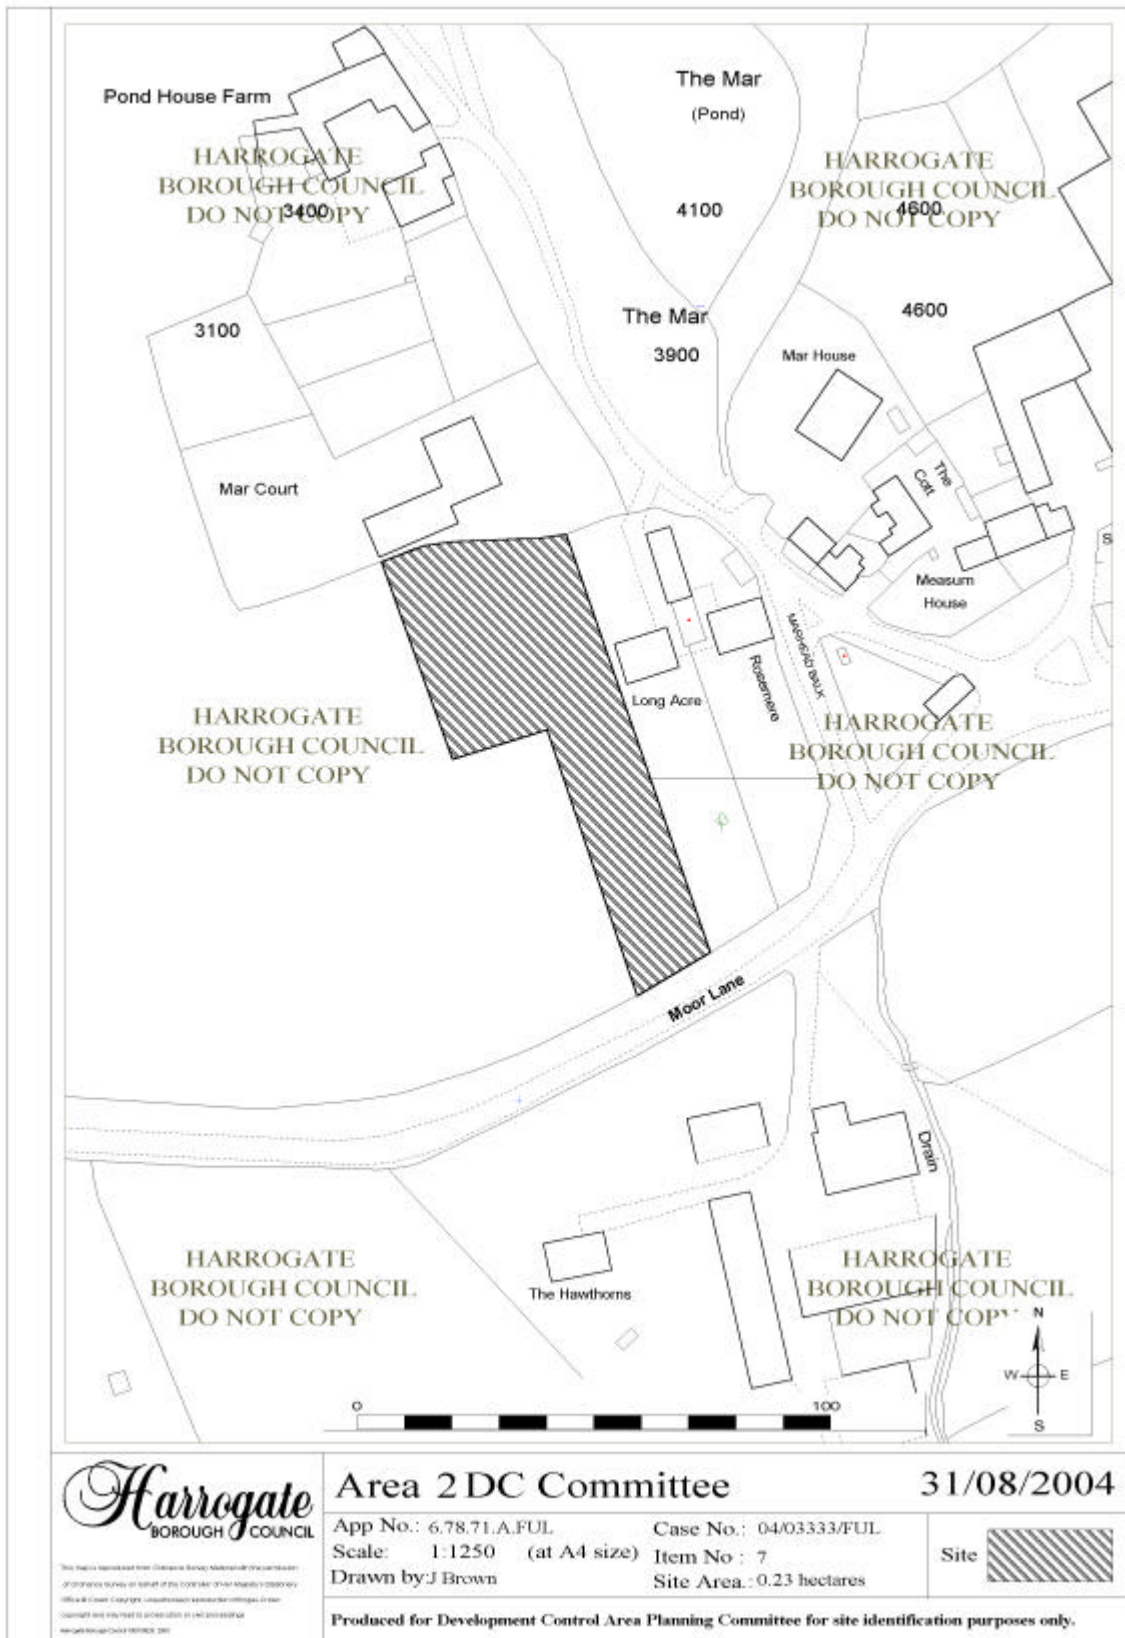 The Mar
(Pond)
Pond House Farm
HARROGATE
BOROUGH COUNCIL
DO NOT COPY
3400
HARROGATE
BOROUGH COUNCIL
DO NOT COPY
4600
4100
3100
The Mar
3900
4600
Mar House
The
Cott
Mar Court
S
Measurn
House
MARHEAD BALK
Rosemere
Long Acre
HARROGATE
BOROUGH COUNCIL
DO NOT COPY
HARROGATE
BOROUGH COUNCIL
DO NOT COPY
Moor Lane
Drain
HARROGATE
BOROUGH COUNCIL
DO NOT COPY
The Hawthorns
HARROGATE
BOROUGH COUNCIL
DO NOT COPY
N
W E
S
0 100
Harrogate
BOROUGH COUNCIL
Area 2 DC Committee 31/08/2004
App No.: 6.78.71.A.FUL Case No.: 04/03333/FUL
Scale: 1:1250 (at A4 size) Item No : 7
Drawn by: J Brown Site Area.: 0.23 hectares
Site
Produced for Development Control Area Planning Committee for site identification purposes only.